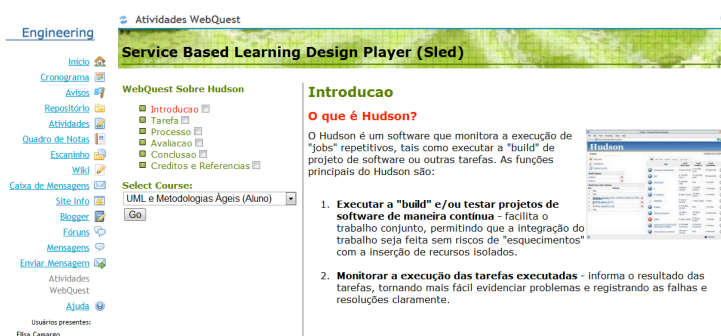 Atividades WebQuest
Engineering
Service Based Learning Design Player (Sled)
Início
Cronograma
Avisos
Repositório
Atividades
Quadro de Notas
Escaninho
Wiki
Caixa de Mensagens
Site Info
Blogger
Fóruns
Mensagens
Enviar Mensagem
Atividades
WebQuest
Ajuda
Usuários presentes:
Elisa Camargo
WebQuest Sobre Hudson
Introducao
Tarefa
Processo
Avaliacao
Conclusao
Creditos e Referencias
Select Course:
UML e Metodologias Ágeis (Aluno)
Go
Introducao
O que é Hudson?
O Hudson é um software que monitora a execução de
"jobs" repetitivos, tais como executar a "build" de
projeto de software ou outras tarefas. As funções
principais do Hudson são:
1. Executar a "build" e/ou testar projetos de
software de maneira contínua - facilita o
trabalho conjunto, permitindo que a integração do
trabalho seja feita sem riscos de "esquecimentos"
com a inserção de recursos isolados.
2. Monitorar a execução das tarefas executadas - informa o resultado das
tarefas, tornando mais fácil evidenciar problemas e registrando as falhas e
resoluções claramente.
Hudson